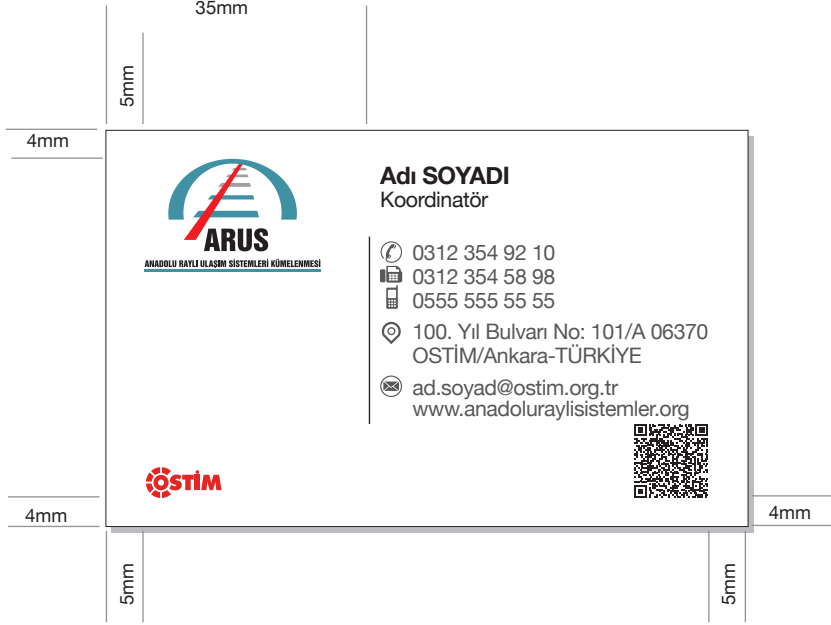 35mm
5mm
4mm
ARUS
ANADOLU RAYLI ULAŞIM SİSTEMLERİ KÜMELENMESİ
Adı SOYADI
Koordinatör
0312 354 92 10
0312 354 58 98
0555 555 55 55
100. Yıl Bulvarı No: 101/A 06370
OSTİM/Ankara-TÜRKİYE
ad.soyad@ostim.org.tr
www.anadoluraylisistemler.org
OSTİM
4mm
4mm
5mm
5mm